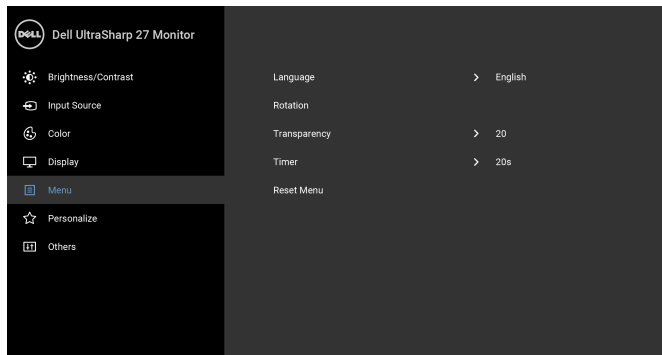 DELL Dell UltraSharp 27 Monitor
Brightness/Contrast
Input Source
Color
Display
Menu
Personalize
Others
Language English
Rotation
Transparency 20
Timer 20s
Reset Menu